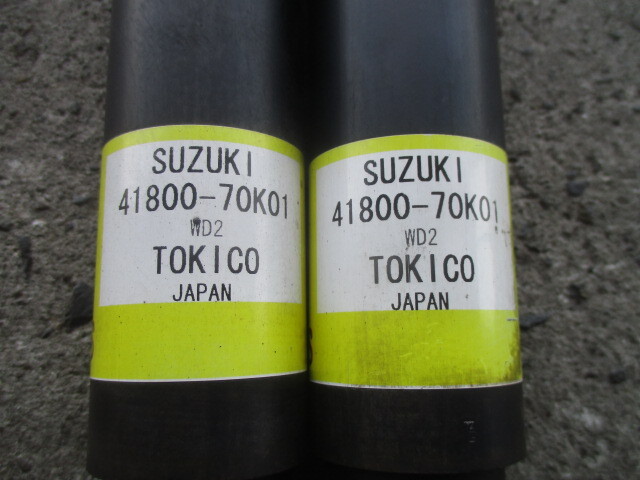 SUZUKI
41800-70K01
WD2
TOKICO
JAPAN
SUZUKI
41800-70K01
WD2
TOKICO
JAPAN